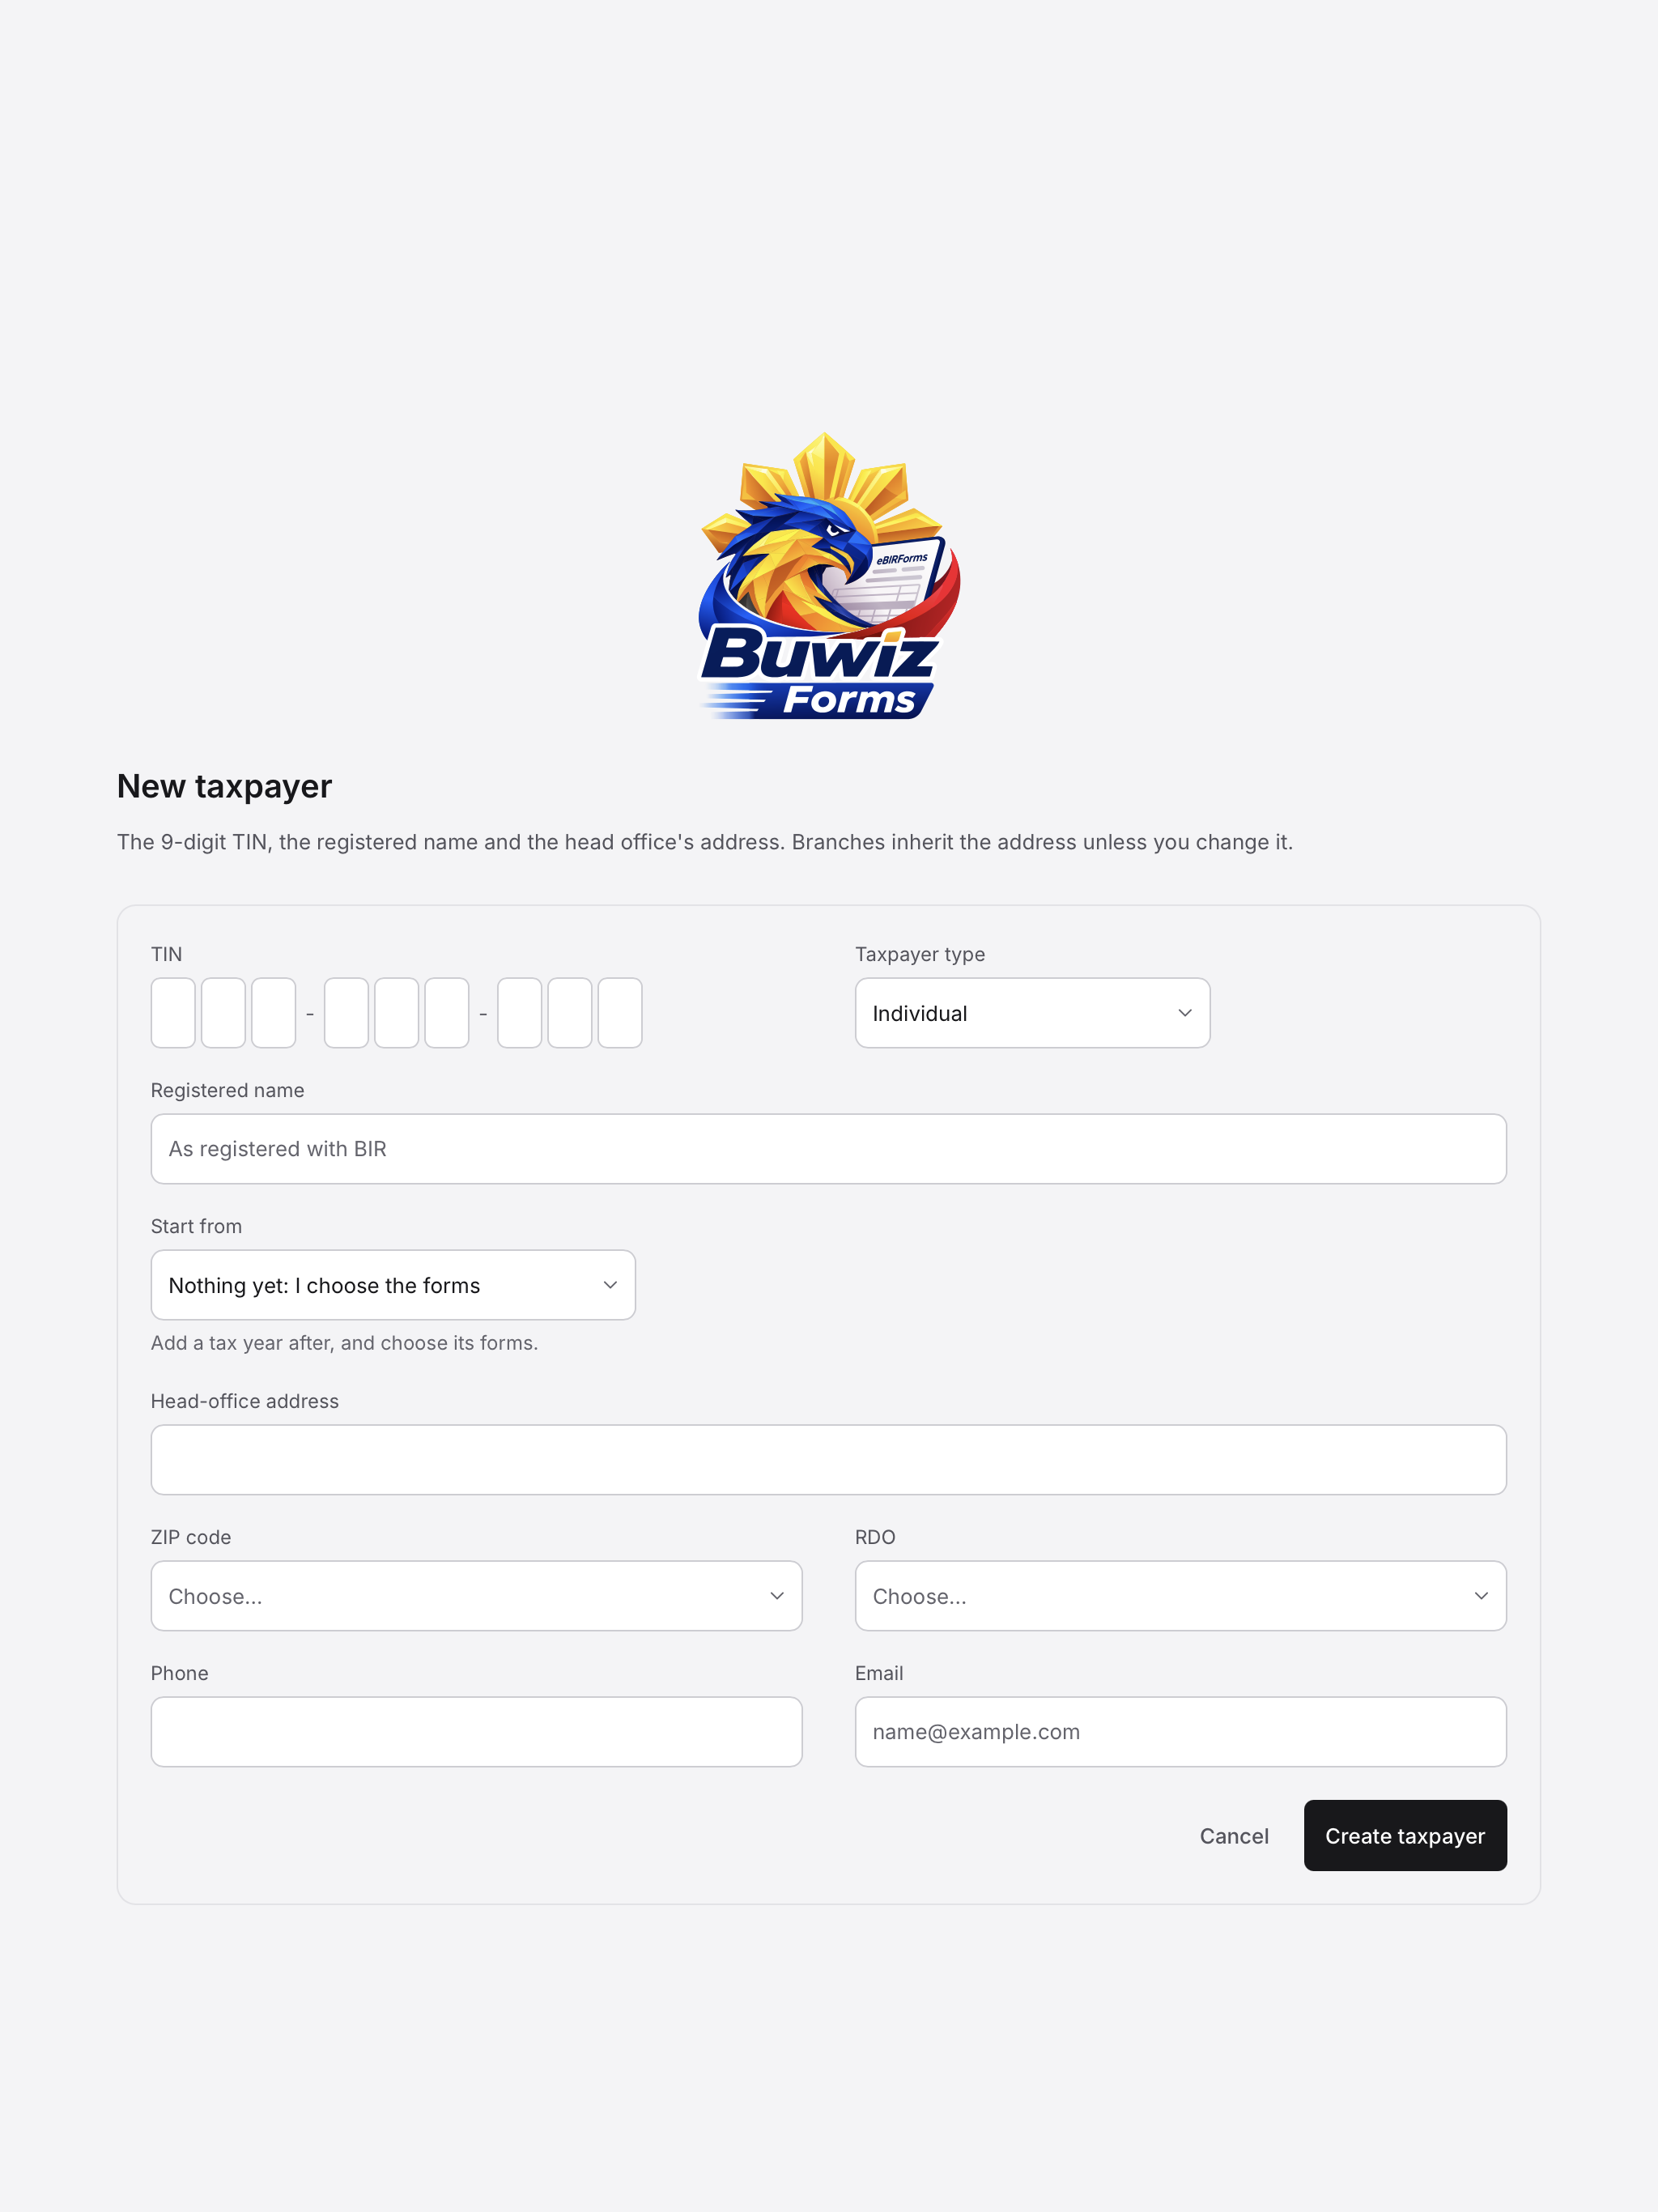 eBIRForms
Buwiz
Forms
New taxpayer
The 9-digit TIN, the registered name and the head office's address. Branches inherit the address unless you change it.
TIN
Taxpayer type
- -
Individual
Registered name
As registered with BIR
Start from
Nothing yet: I choose the forms
Add a tax year after, and choose its forms.
Head-office address
ZIP code
RDO
Choose...
Choose...
Phone
Email
name@example.com
Cancel
Create taxpayer